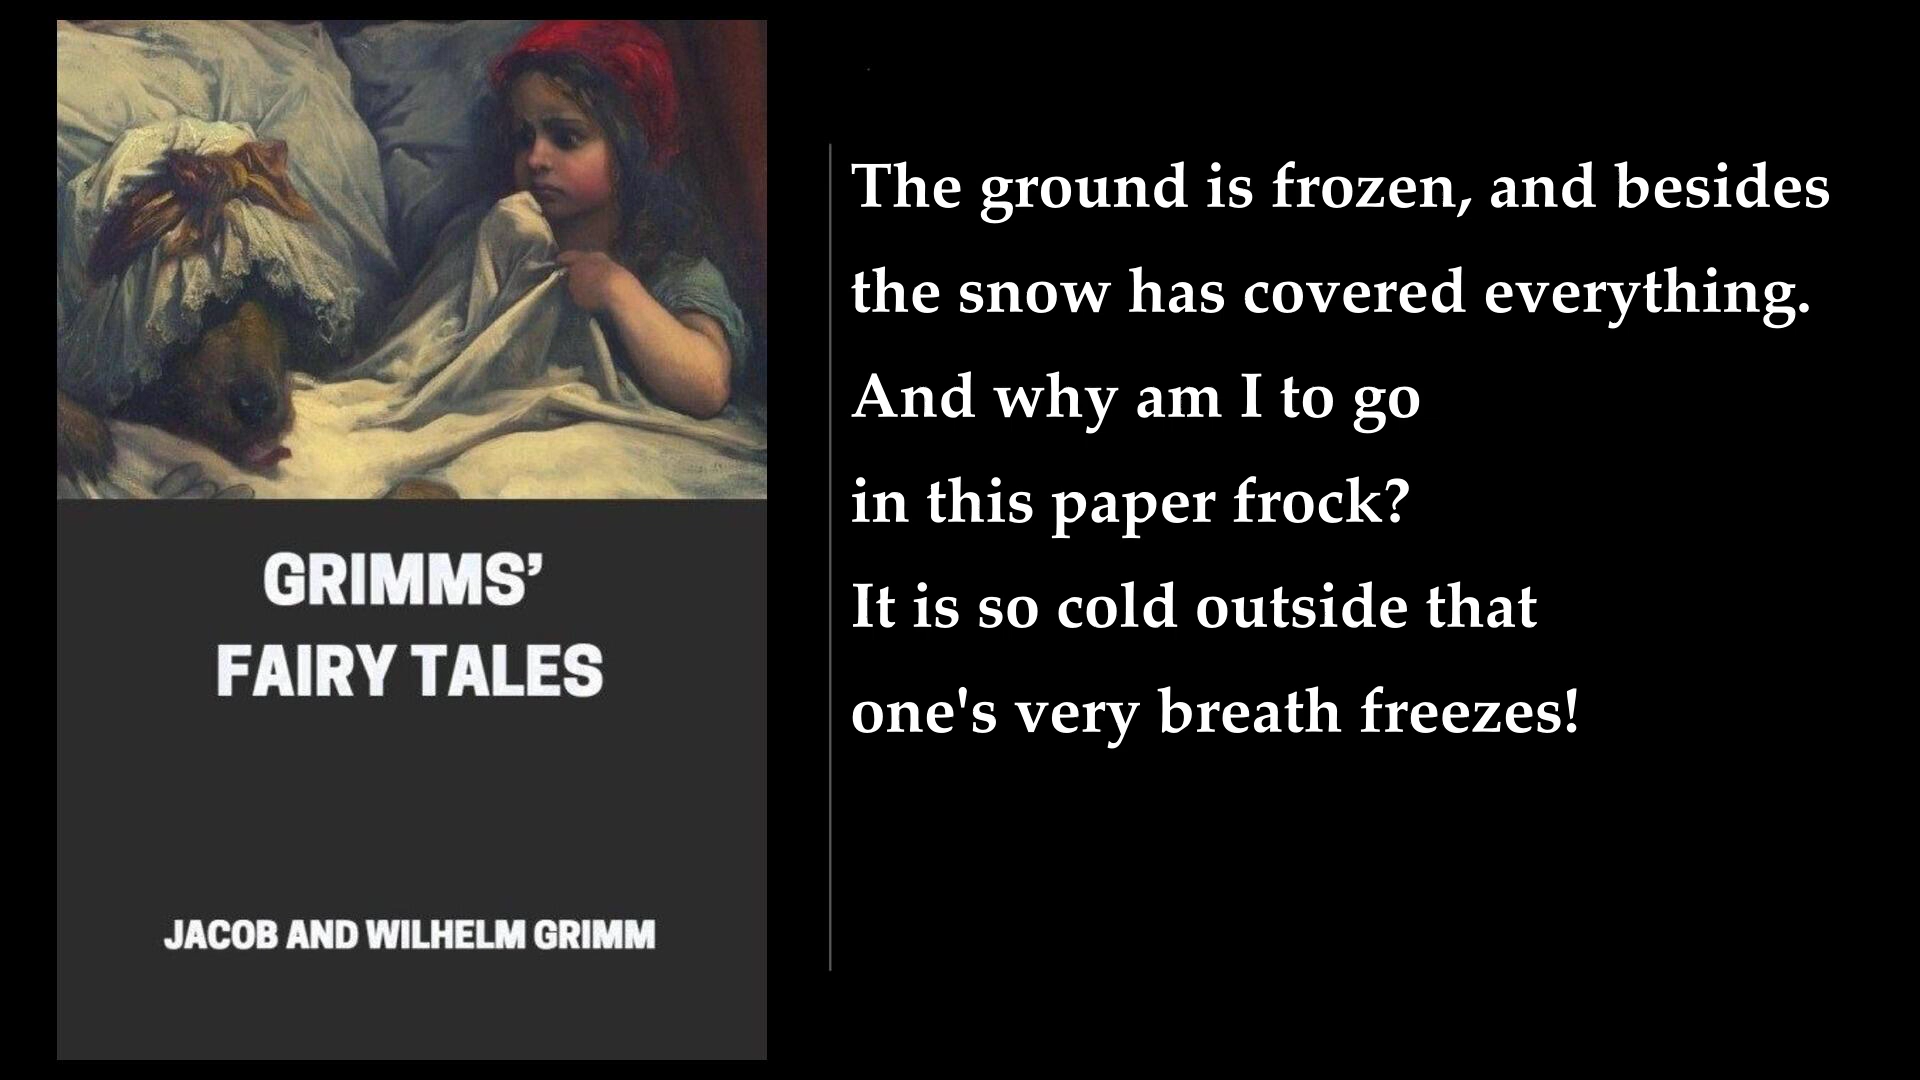 GRIMMS’
FAIRY TALES
JACOB AND WILHELM GRIMM
The ground is frozen, and besides
the snow has covered everything.
And why am I to go
in this paper frock?
It is so cold outside that
one's very breath freezes!